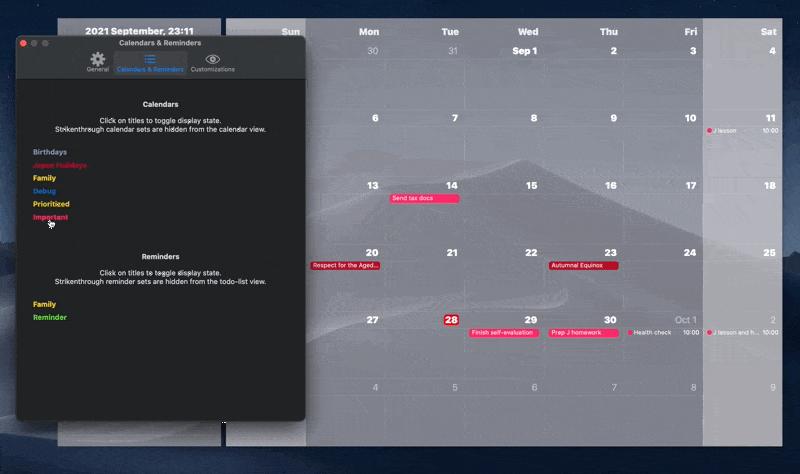 2021 September, 23:11
Calendars & Reminders
General
Calendars & Reminders
Customizations
Calendars
Click on titles to toggle display state.
Strikethrough calendar sets are hidden from the calendar view.
Birthdays
Japan Holidays
Family
Debug
Prioritized
Important
Reminders
Click on titles to toggle display state.
Strikethrough reminder sets are hidden from the todo-list view.
Family
Reminder
Sun Mon Tue Wed Thu Fri Sat
30 31 Sep 1 2 3 4
6 7 8 9 10 11
J lesson 10:00
13 14 15 16 17 18
Send tax docs
20 21 22 23 24 25
Respect for the Aged...
Autumnal Equinox
27 28 29 30 Oct 1 2
Finish self-evaluation
Prep J homework
Health check 10:00
J lesson and h... 10:00
4 5 6 7 8 9